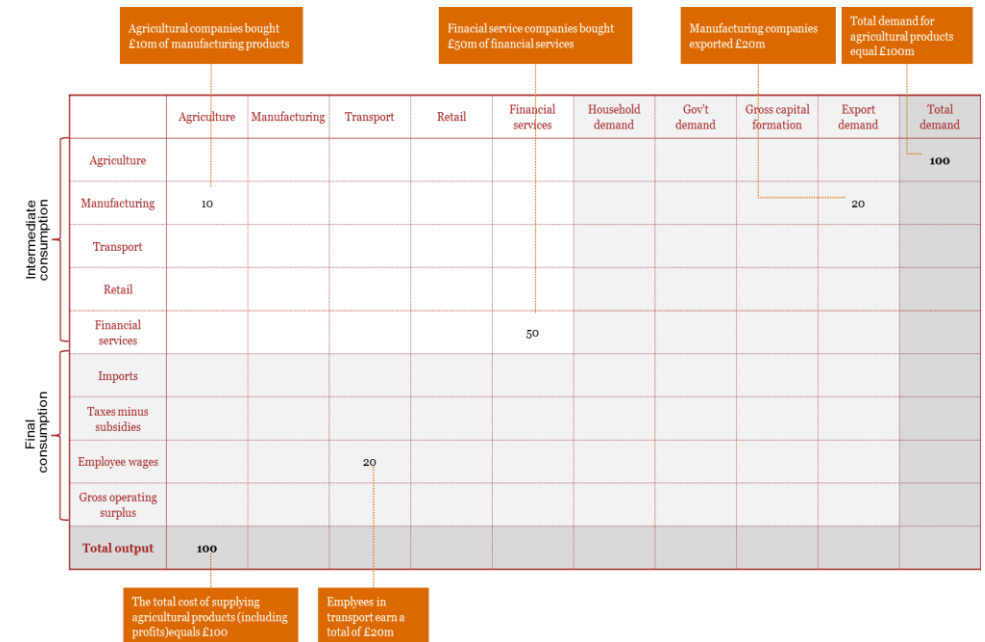 Agricultural companies bought
£10m of manufacturing products
Finacial service companies bought
£50m of financial services
Manufacturing companies
exported £20m
Total demand for
agricultural products
equal £100m
Agriculture Manufacturing Transport Retail Financial services Household demand Gov't demand Gross capital formation Export demand Total demand
Intermediate
consumption
Agriculture 100
Manufacturing 10 20
Transport
Retail
Financial
services 50
Final
consumption
Imports
Taxes minus
subsidies
Employee wages 20
Gross operating
surplus
Total output 100
The total cost of supplying
agricultural products (including
profits)equals £100
Emplyees in
transport earn a
total of £20m